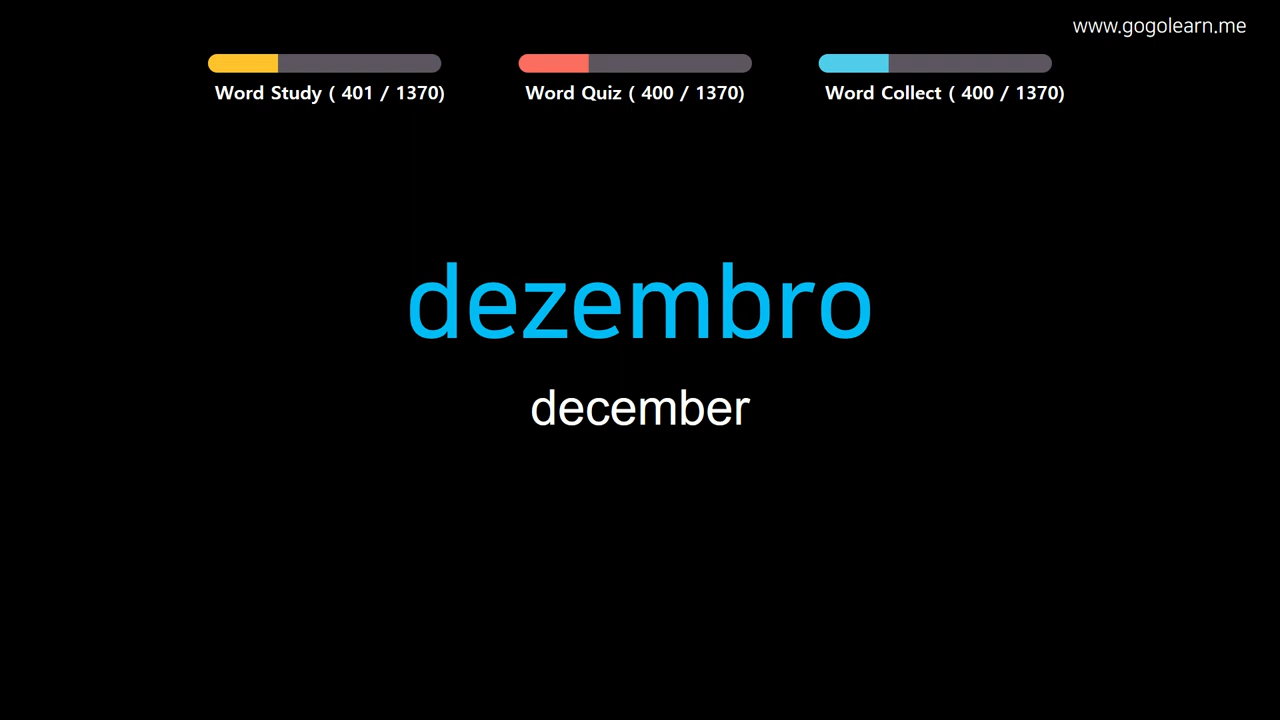 www.gogolearn.me
Word Study ( 401 / 1370)
Word Quiz ( 400 / 1370)
Word Collect ( 400 / 1370)
dezembro
december